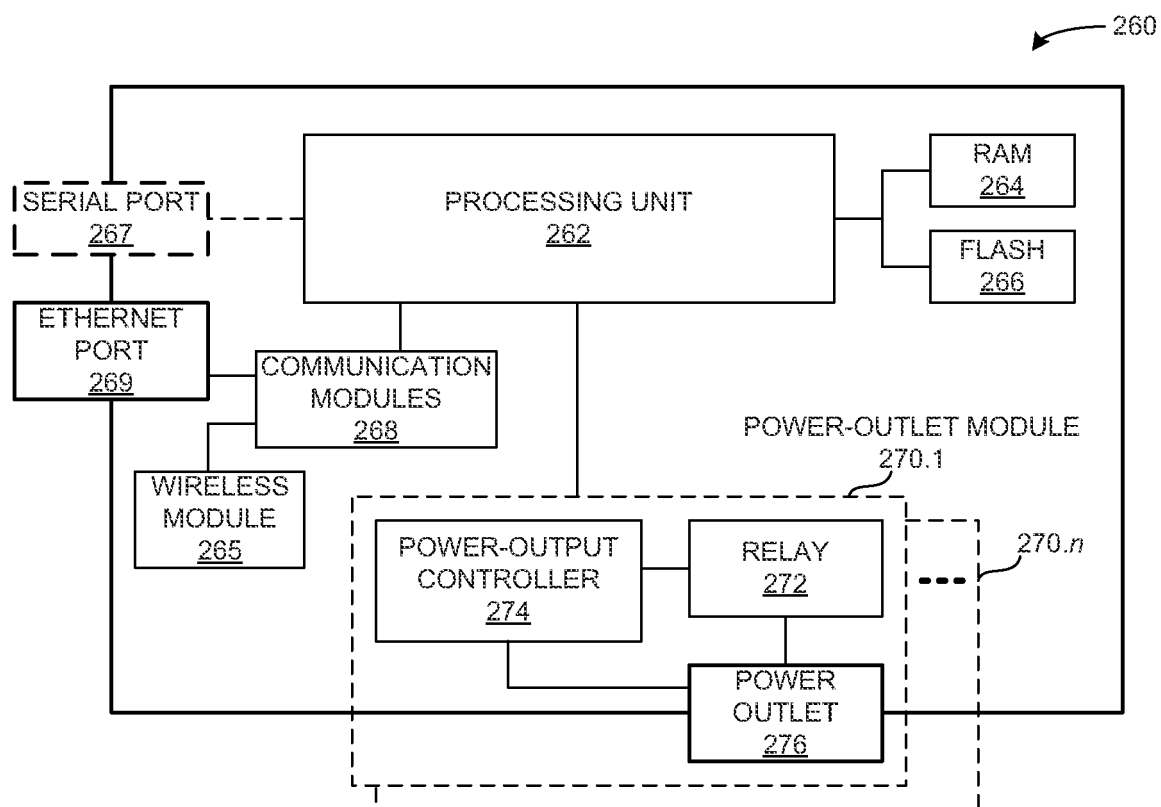 260
PROCESSING UNIT
262
RAM
264
SERIAL PORT
267
FLASH
266
ETHERNET
PORT
269
COMMUNICATION
MODULES
268
WIRELESS
MODULE
265
POWER-OUTLET MODULE
270.1
POWER-OUTPUT
CONTROLLER
274
RELAY
272
270.n
POWER
OUTLET
276